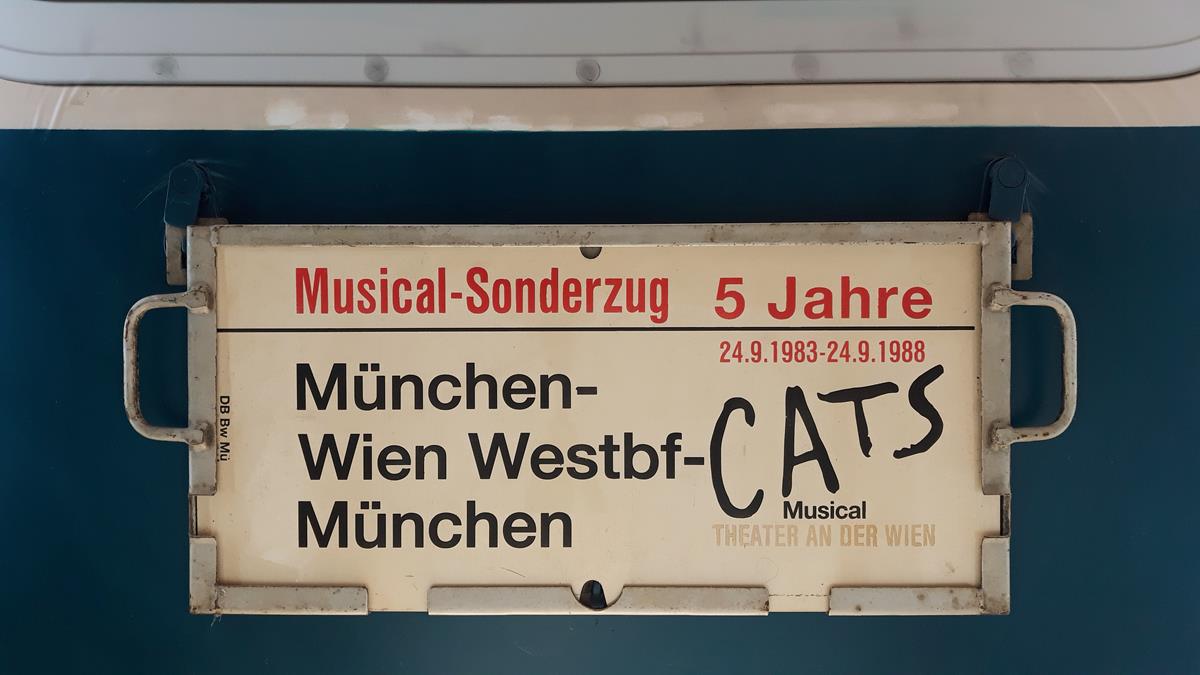 Musical-Sonderzug 5 Jahre
24.9.1983-24.9.1988
München-
Wien Westbf-
München
CATS
Musical
THEATER AN DER WIEN
DB Bw Mü